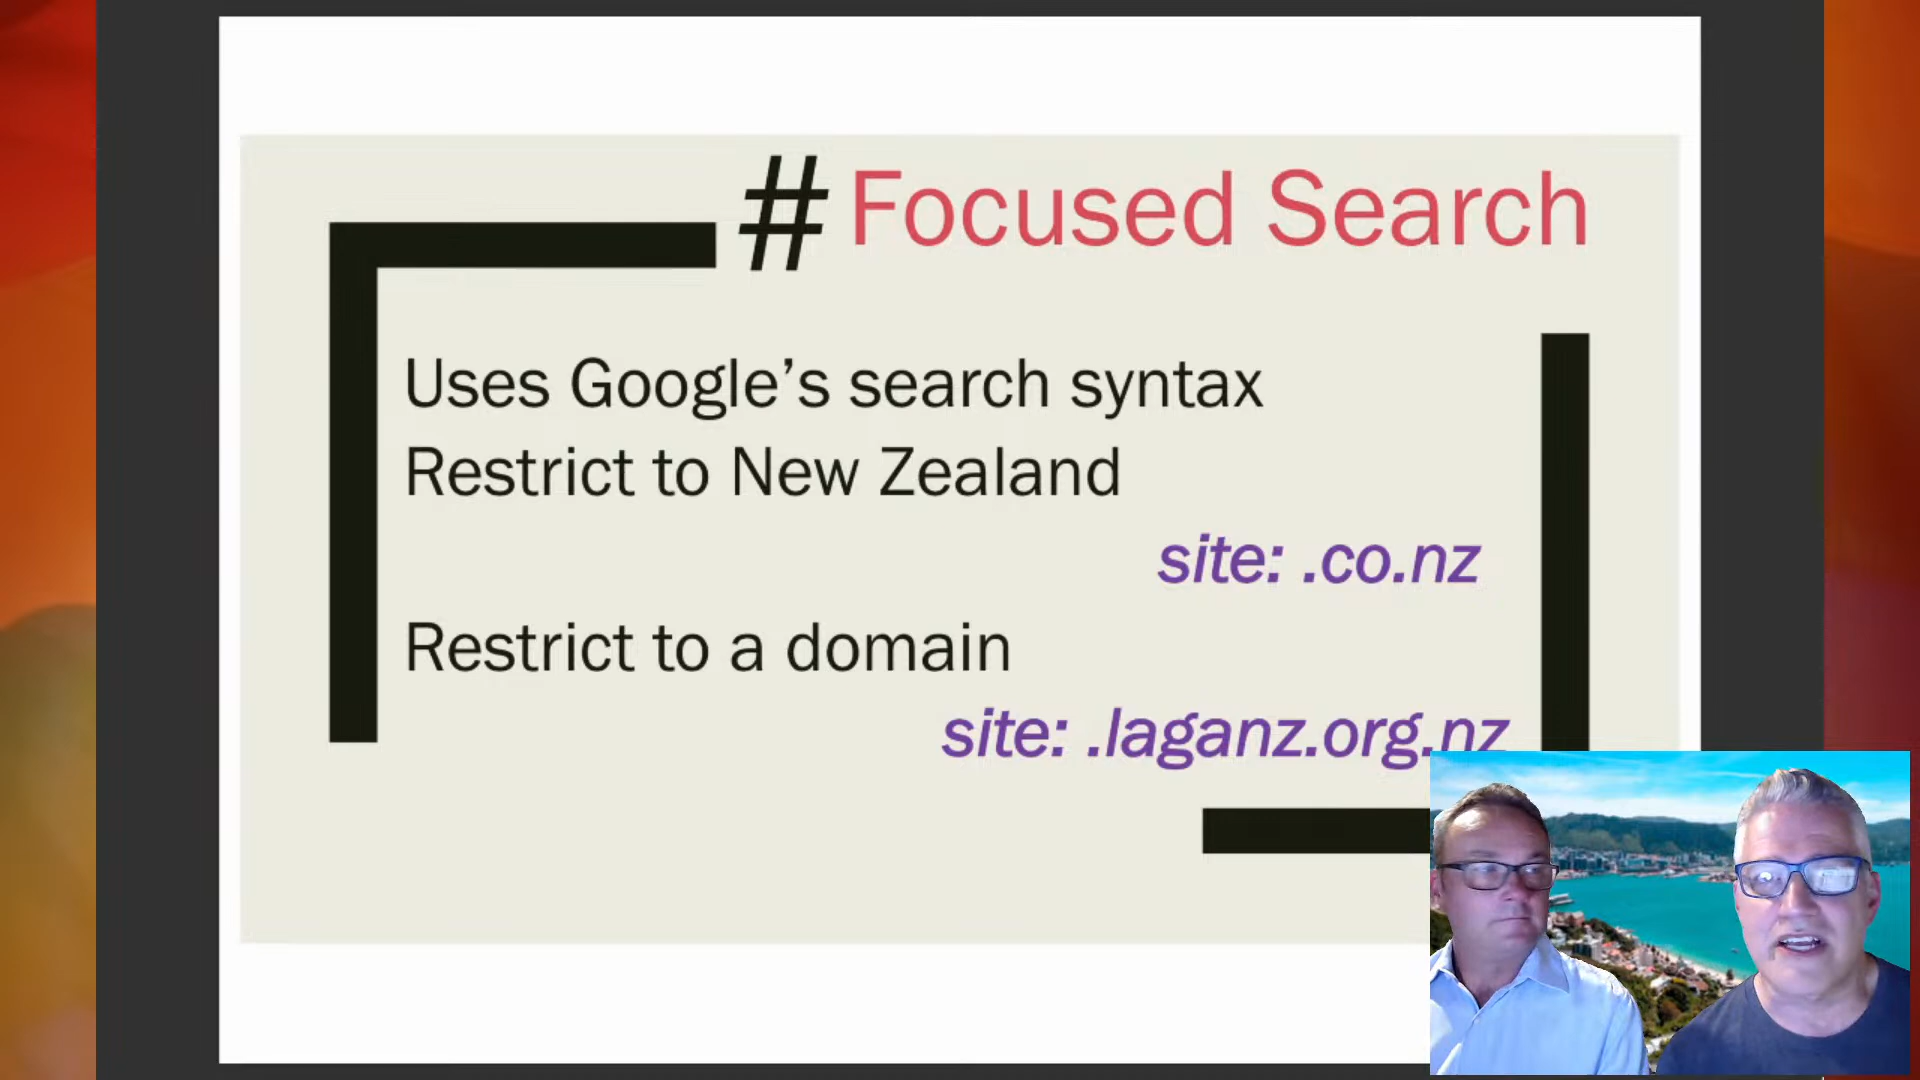 # Focused Search
Uses Google’s search syntax
Restrict to New Zealand
site: .co.nz
Restrict to a domain
site: .laganz.org.nz